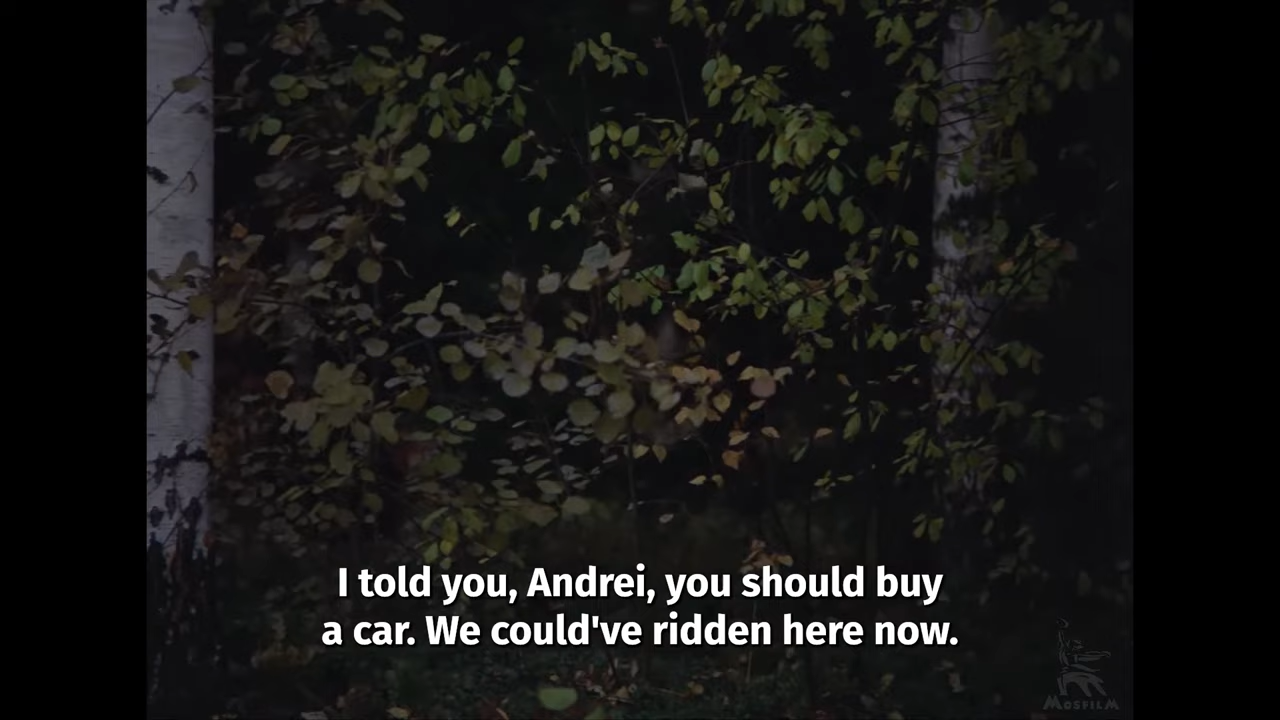 I told you, Andrei, you should buy
a car. We could've ridden here now.
MOSFILM